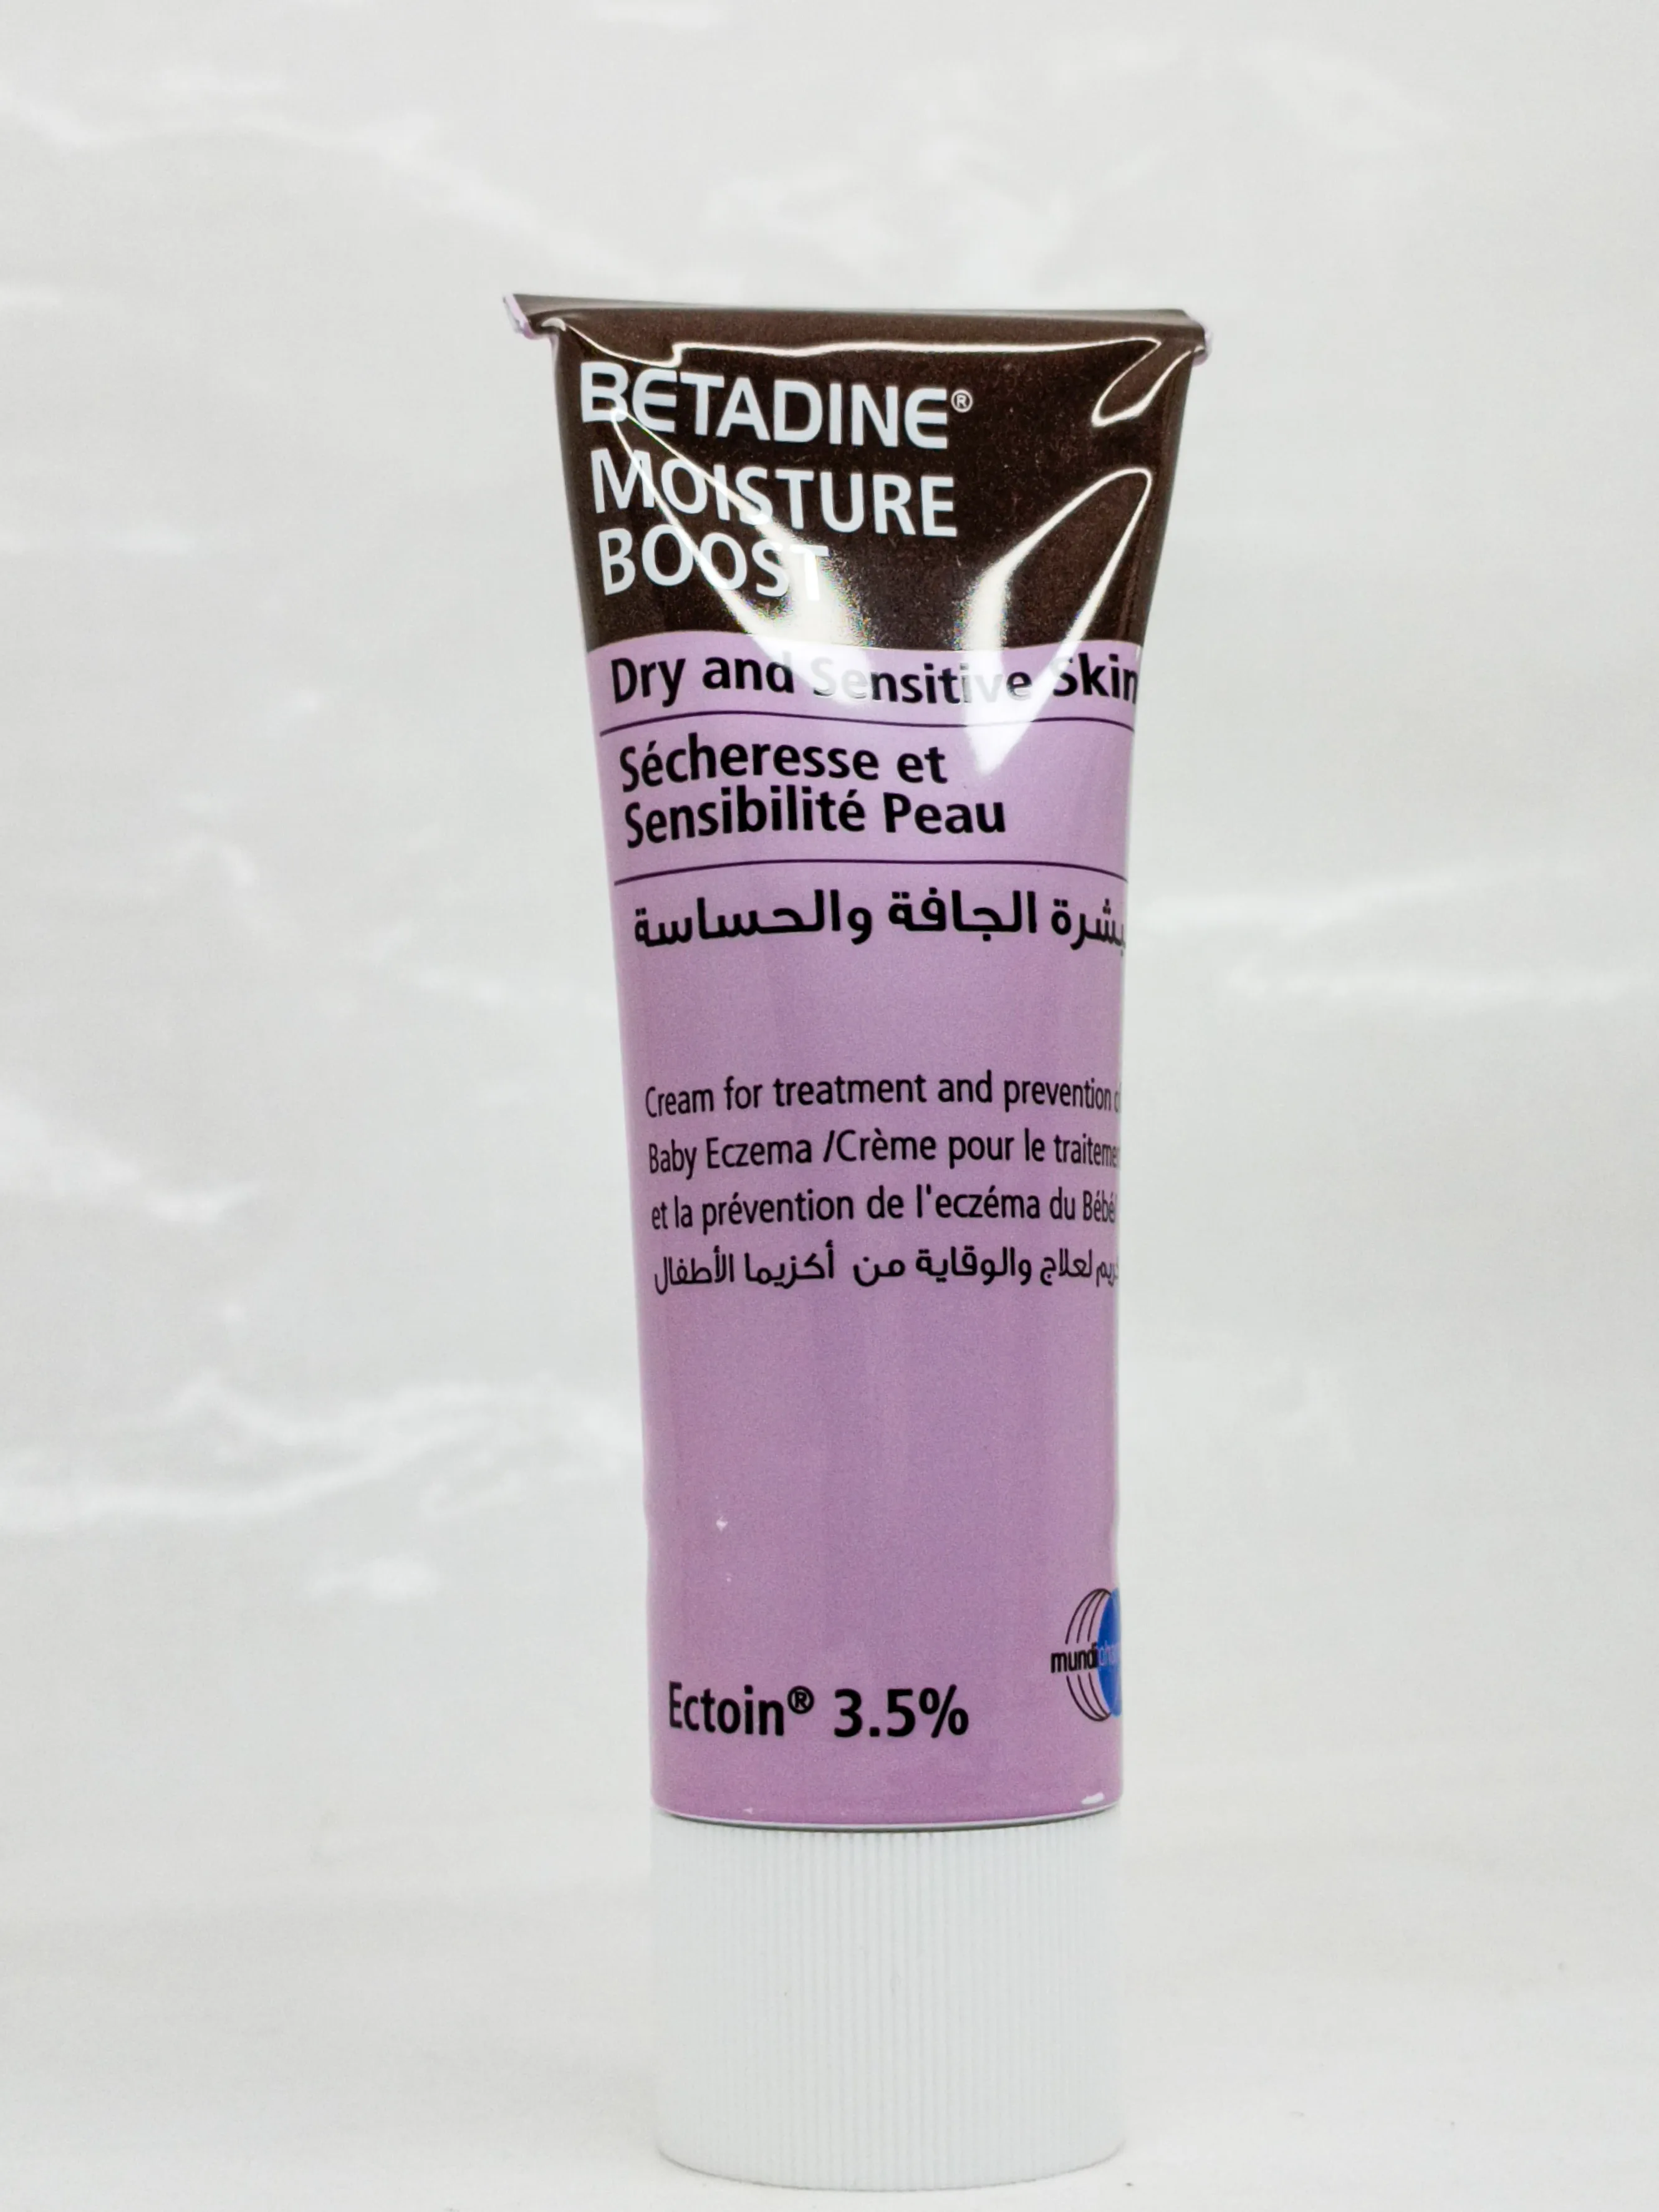 BETADINE®
MOISTURE
BOOST
Dry and Sensitive Skin
Sécheresse et
Sensibilité Peau
الجافة والحساسة
Cream for treatment and prevention
Baby Eczema /Crème pour le
et la prévention de l'eczéma du Bébé
لعلاج والوقاية من أكزيما الأطفال
Ectoin® 3.5%